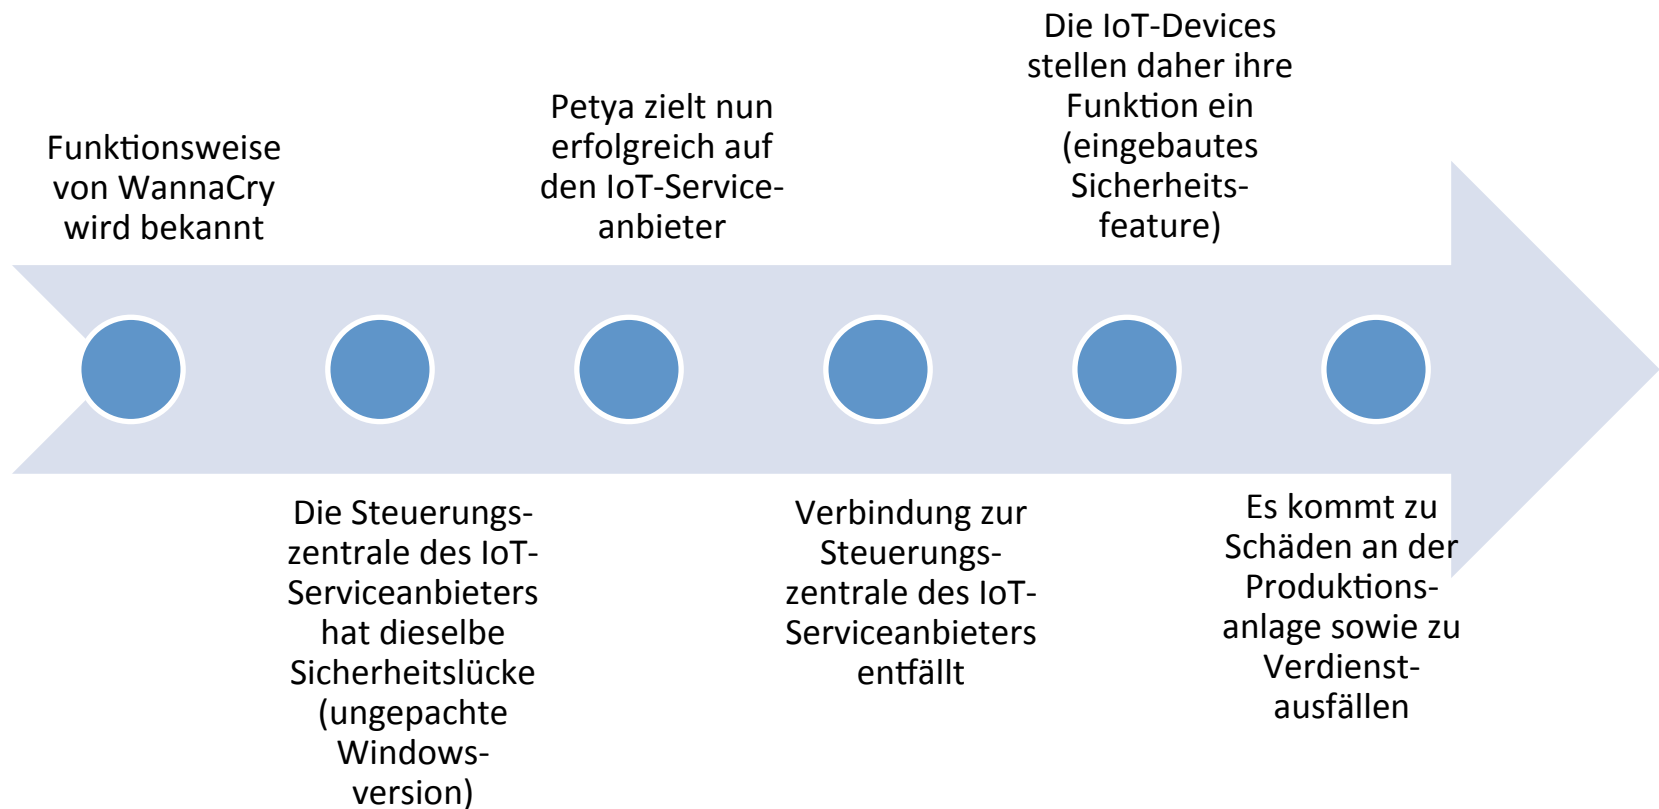 Funktionsweise
von WannaCry
wird bekannt
Die Steuerungs-
zentrale des IoT-
Serviceanbieters
hat dieselbe
Sicherheitslücke
(ungepachte
Windows-
version)
Petya zielt nun
erfolgreich auf
den IoT-Service-
anbieter
Verbindung zur
Steuerungs-
zentrale des IoT-
Serviceanbieters
entfällt
Die IoT-Devices
stellen daher ihre
Funktion ein
(eingebautes
Sicherheits-
feature)
Es kommt zu
Schäden an der
Produktions-
anlage sowie zu
Verdienst-
ausfällen